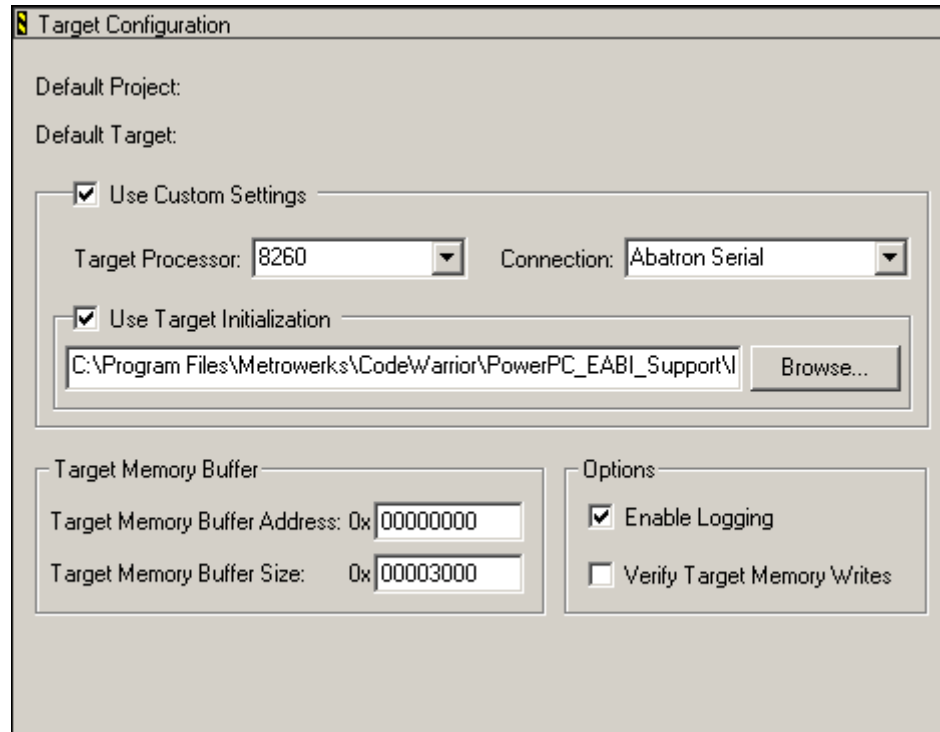 Target Configuration
Default Project:
Default Target:
Use Custom Settings
Target Processor: 8260 Connection: Abatron Serial
Use Target Initialization
C:\Program Files\Metrowerks\CodeWarrior\PowerPC_EABI_Support\ Browse...
Target Memory Buffer Options
Target Memory Buffer Address: 0x 00000000 Enable Logging
Target Memory Buffer Size: 0x 00003000 Verify Target Memory Writes